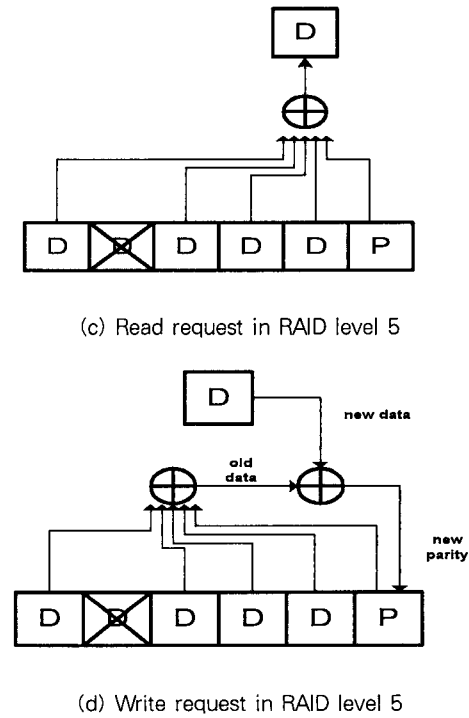 D
D D D D D P
(c) Read request in RAID level 5
D
new data
old
data
new
parity
D D D D D P
(d) Write request in RAID level 5